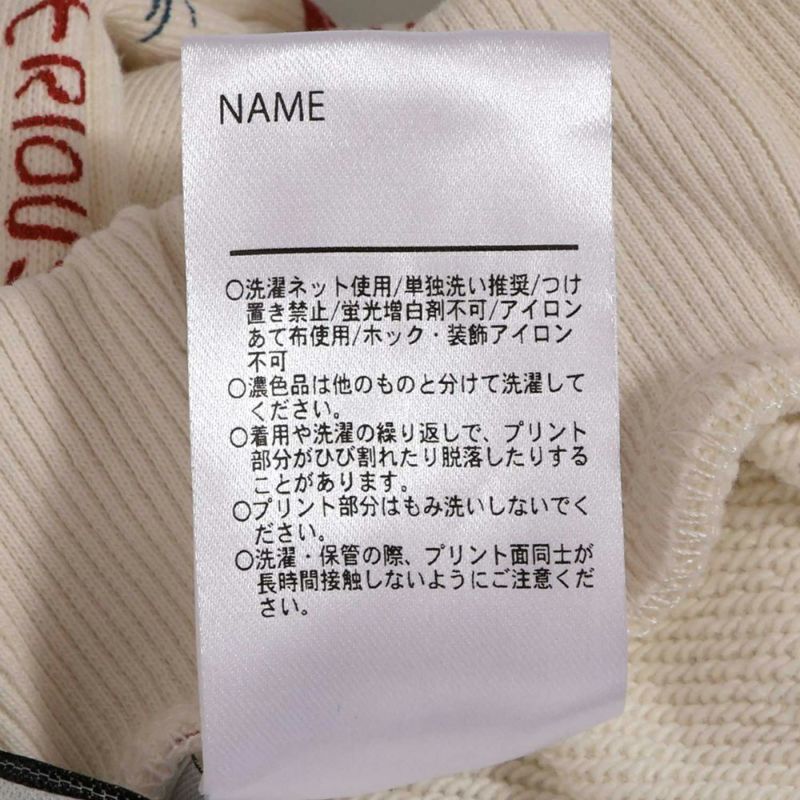 ERIOU
NAME
○洗濯ネット使用/単独洗い推奨/つけ
置き禁止/蛍光増白剤不可/アイロン
あて布使用/ホック・装飾アイロン
不可
○濃色品は他のものと分けて洗濯して
ください。
○着用や洗濯の繰り返しで、プリント
部分がひび割れたり脱落したりする
ことがあります。
○プリント部分はもみ洗いしないでく
ださい。
○洗濯・保管の際、プリント面同士が
長時間接触しないようにご注意くだ
さい。